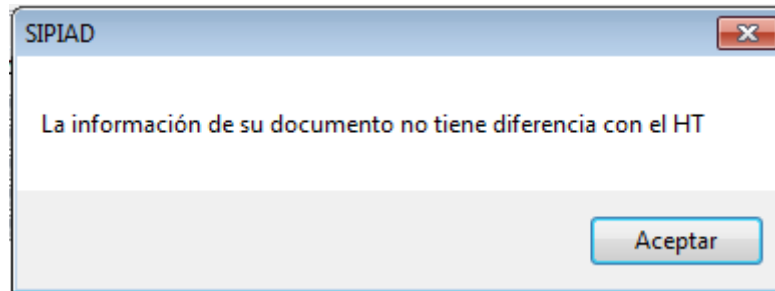 SIPIAD
La información de su documento no tiene diferencia con el HT
Aceptar